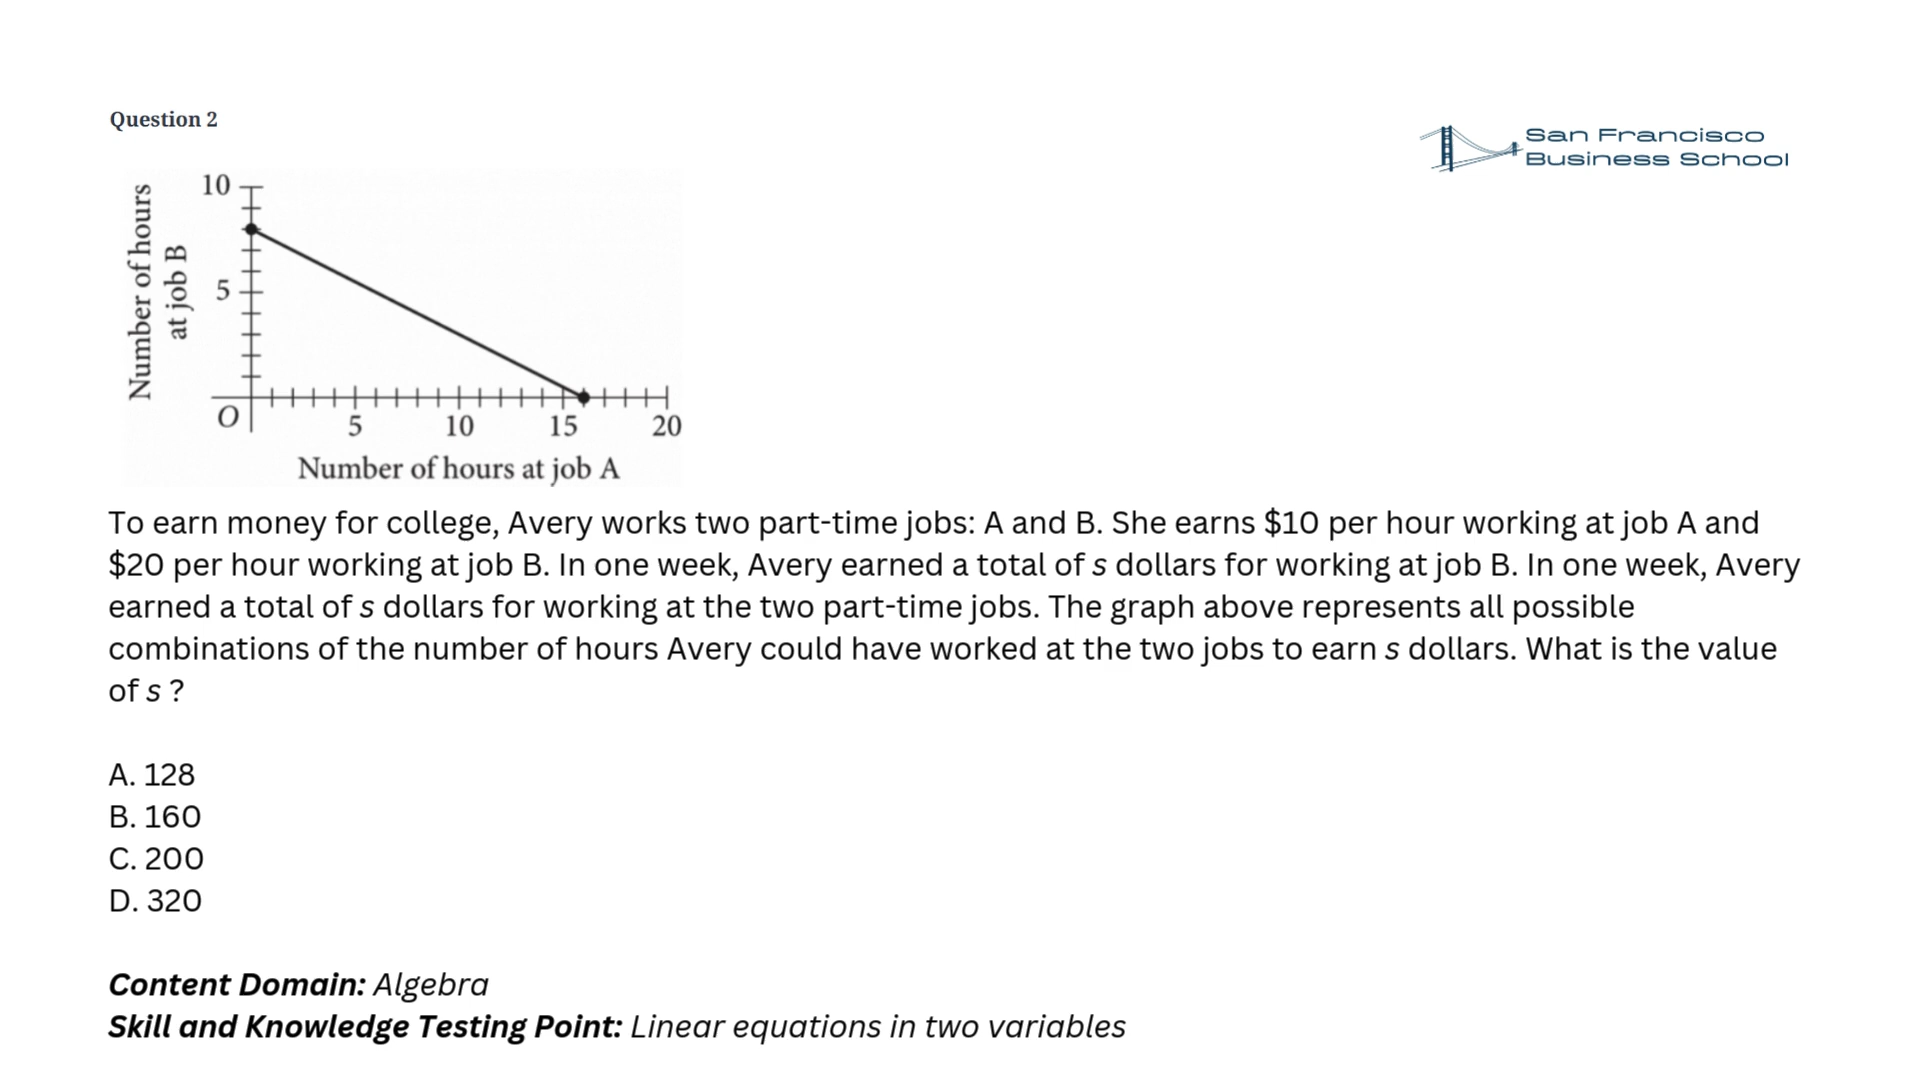 Question 2
San Francisco
Business School
Number of hours
at job B
10
5
O
5 10 15 20
Number of hours at job A
To earn money for college, Avery works two part-time jobs: A and B. She earns $10 per hour working at job A and
$20 per hour working at job B. In one week, Avery earned a total of s dollars for working at job B. In one week, Avery
earned a total of s dollars for working at the two part-time jobs. The graph above represents all possible
combinations of the number of hours Avery could have worked at the two jobs to earn s dollars. What is the value
of s ?
A. 128
B. 160
C. 200
D. 320
Content Domain: Algebra
Skill and Knowledge Testing Point: Linear equations in two variables